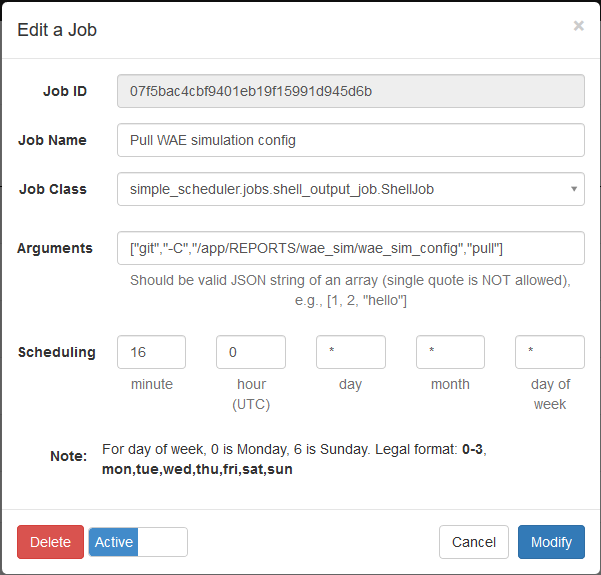 Edit a Job ×
Job ID 07f5bac4cbf9401eb19f15991d945d6b
Job Name Pull WAE simulation config
Job Class simple_scheduler.jobs.shell_output_job.ShellJob
Arguments ["git","-C","/app/REPORTS/wae_sim/wae_sim_config","pull"]
Should be valid JSON string of an array (single quote is NOT allowed),
e.g., [1, 2, "hello"]
Scheduling 16 0 * * *
minute hour day month day of
(UTC) week
Note: For day of week, 0 is Monday, 6 is Sunday. Legal format: 0-3,
mon,tue,wed,thu,fri,sat,sun
Delete Active Cancel Modify